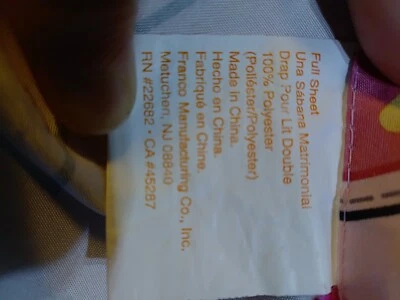 Full Sheet
Una Sábana Matrimonial
Drap Pour Lit Double
100% Polyester
(Poliéster/Polyester)
Made in China.
Hecho en China.
Fabriqué en Chine.
Franco Manufacturing Co., Inc.
Metuchen, NJ 08840
RN #22682 • CA #45287